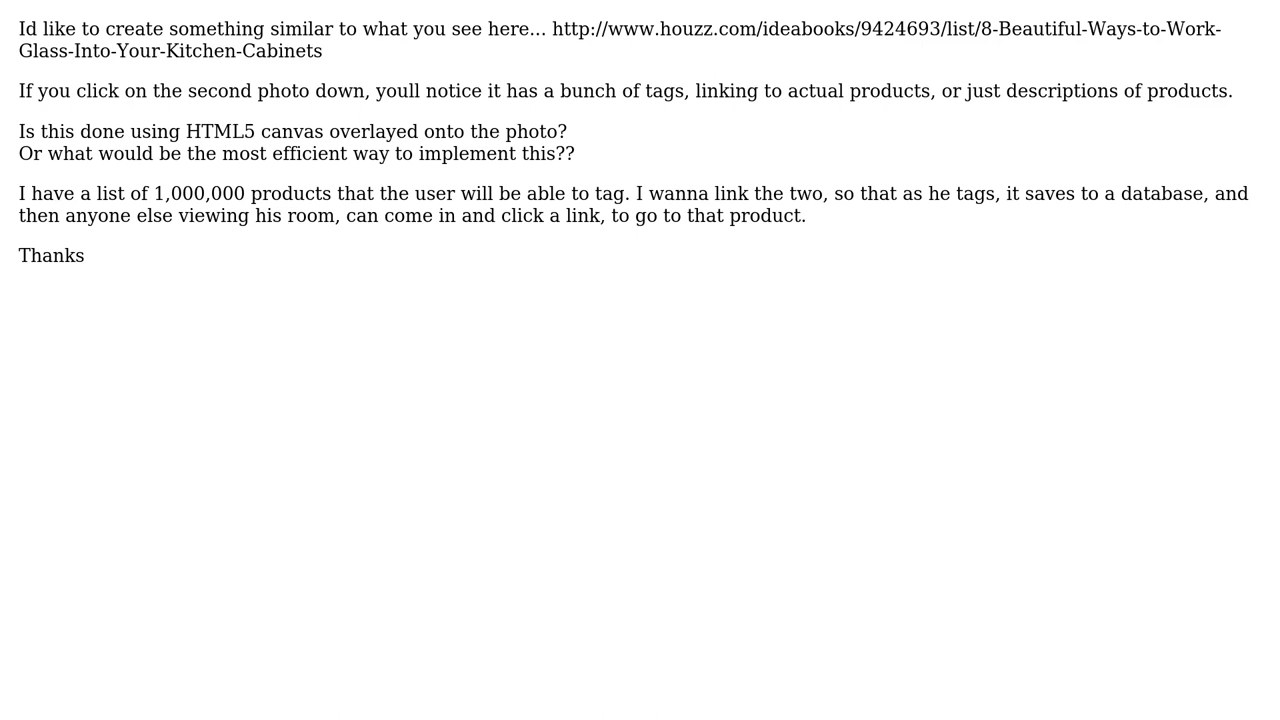 Id like to create something similar to what you see here... http://www.houzz.com/ideabooks/9424693/list/8-Beautiful-Ways-to-Work-
Glass-Into-Your-Kitchen-Cabinets
If you click on the second photo down, youll notice it has a bunch of tags, linking to actual products, or just descriptions of products.
Is this done using HTML5 canvas overlayed onto the photo?
Or what would be the most efficient way to implement this??
I have a list of 1,000,000 products that the user will be able to tag. I wanna link the two, so that as he tags, it saves to a database, and
then anyone else viewing his room, can come in and click a link, to go to that product.
Thanks